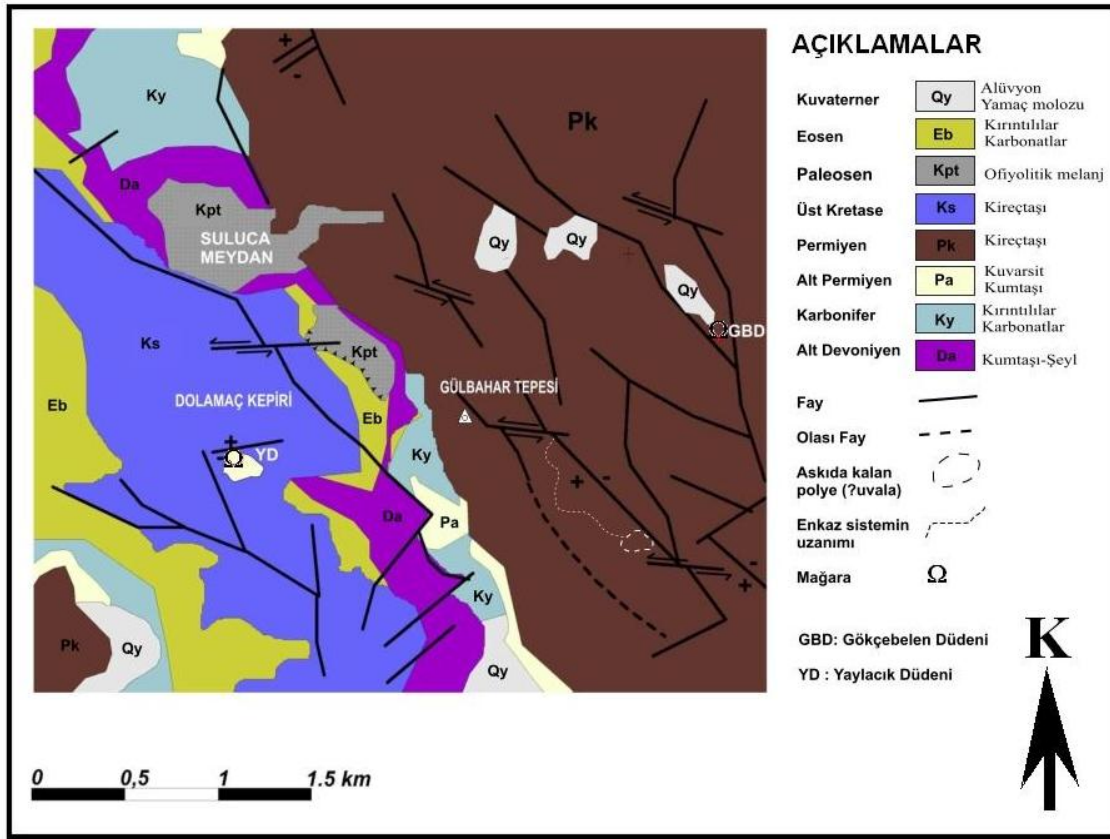 AÇIKLAMALAR
Kuvaterner
Qy
Alüvyon
Yamaç molozu
Eosen
Eb
Kırıntılılar
Karbonatlar
Paleosen
Kpt
Ofiyolitik melanj
Üst Kretase
Ks
Kireçtaşı
Permiyen
Pk
Kireçtaşı
Alt Permiyen
Pa
Kuvarsit
Kumtaşı
Karbonifer
Ky
Kırıntılılar
Karbonatlar
Alt Devoniyen
Da
Kumtaşı-Şeyl
Fay
Olası Fay
Askıda kalan
polye (?uvala)
Enkaz sistemin
uzanımı
Mağara
Ω
GBD: Gökçebelen Düdeni
YD : Yaylacık Düdeni
K
+
-
Ky
Pk
Da
Kpt
SULUCA
MEYDAN
Qy
Qy
Qy
Ω GBD
Ks
Kpt
GÜLBAHAR TEPESİ
DOLAMAÇ KEPİRİ
Eb
Eb
+
-
Ω
YD
Ky
+ -
Da
Pa
+
-
Ky
Pk
Qy
Qy
0 0,5 1 1.5 km